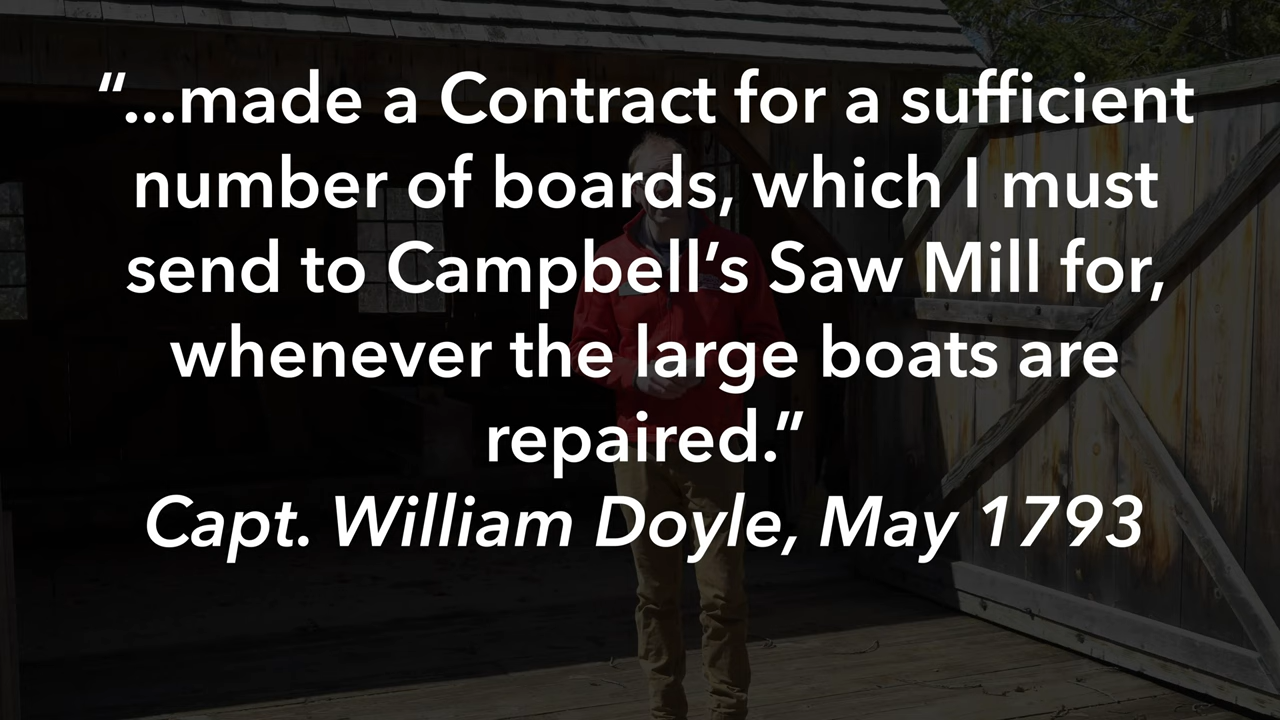 “...made a Contract for a sufficient
number of boards, which I must
send to Campbell’s Saw Mill for,
whenever the large boats are
repaired.”
Capt. William Doyle, May 1793